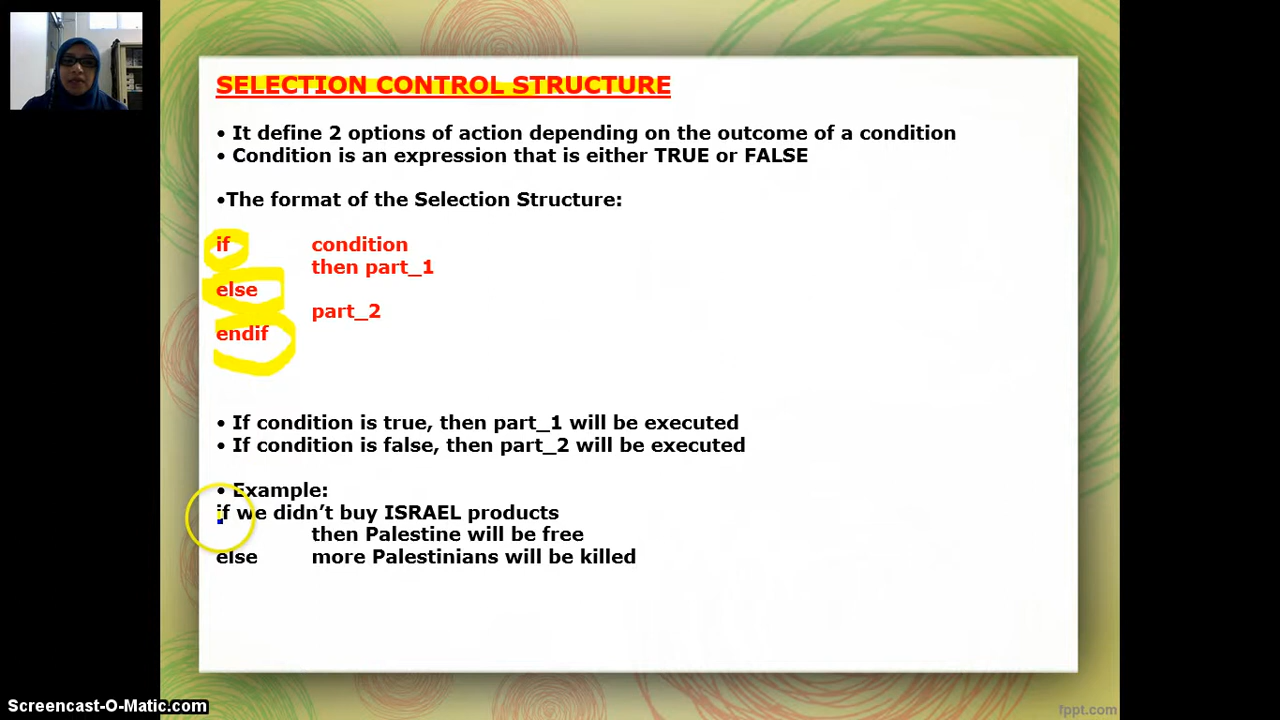 SELECTION CONTROL STRUCTURE
• It define 2 options of action depending on the outcome of a condition
• Condition is an expression that is either TRUE or FALSE
•The format of the Selection Structure:
if condition
then part_1
else
part_2
endif
• If condition is true, then part_1 will be executed
• If condition is false, then part_2 will be executed
• Example:
if we didn’t buy ISRAEL products
then Palestine will be free
else more Palestinians will be killed
Screencast-O-Matic.com
fppt.com